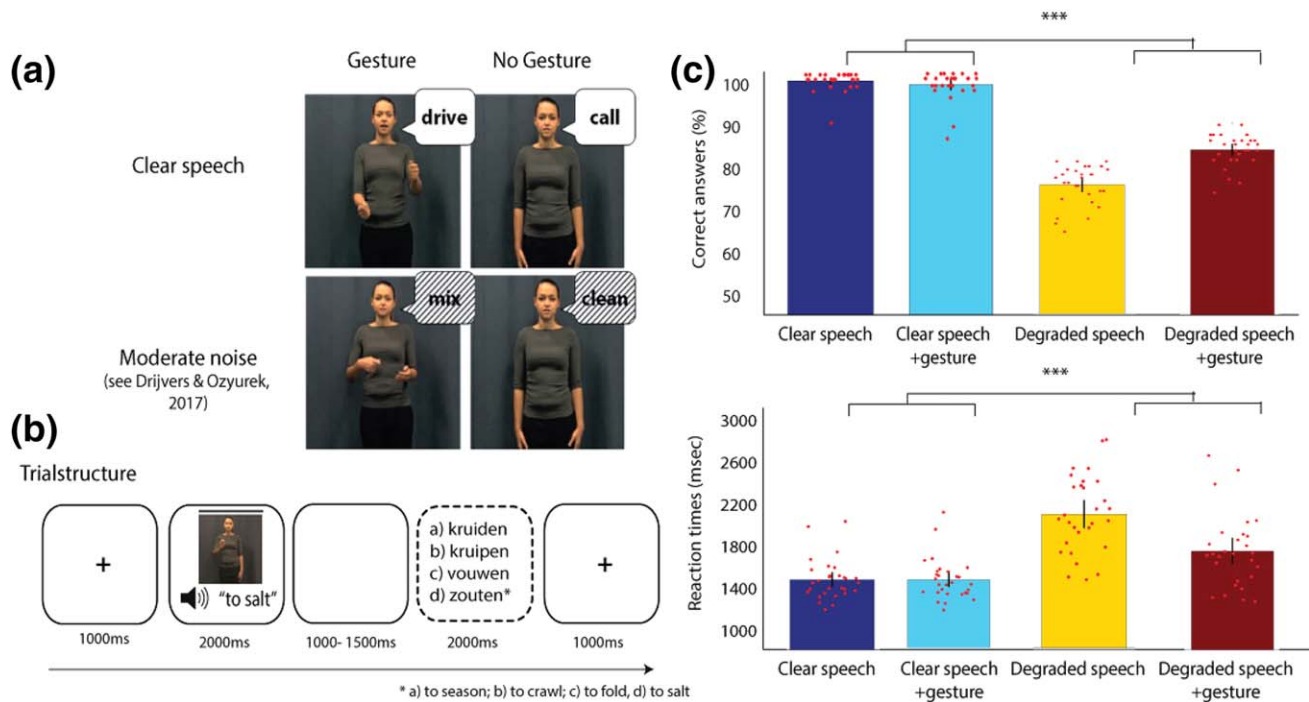 (a)
Gesture
No Gesture
Clear speech
drive
call
Moderate noise
(see Drijvers & Ozyurek,
2017)
mix
clean
(b)
Trialstructure
+
"to salt"
a) kruiden
b) kruipen
c) vouwen
d) zouten*
+
1000ms
2000ms
1000- 1500ms
2000ms
1000ms
* a) to season; b) to crawl; c) to fold, d) to salt
(c)
***
Correct answers (%)
100
90
80
70
60
50
Clear speech
Clear speech
+gesture
Degraded speech
Degraded speech
+gesture
***
Reaction times (msec)
3000
2600
2200
1800
1400
1000
Clear speech
Clear speech
+gesture
Degraded speech
Degraded speech
+gesture